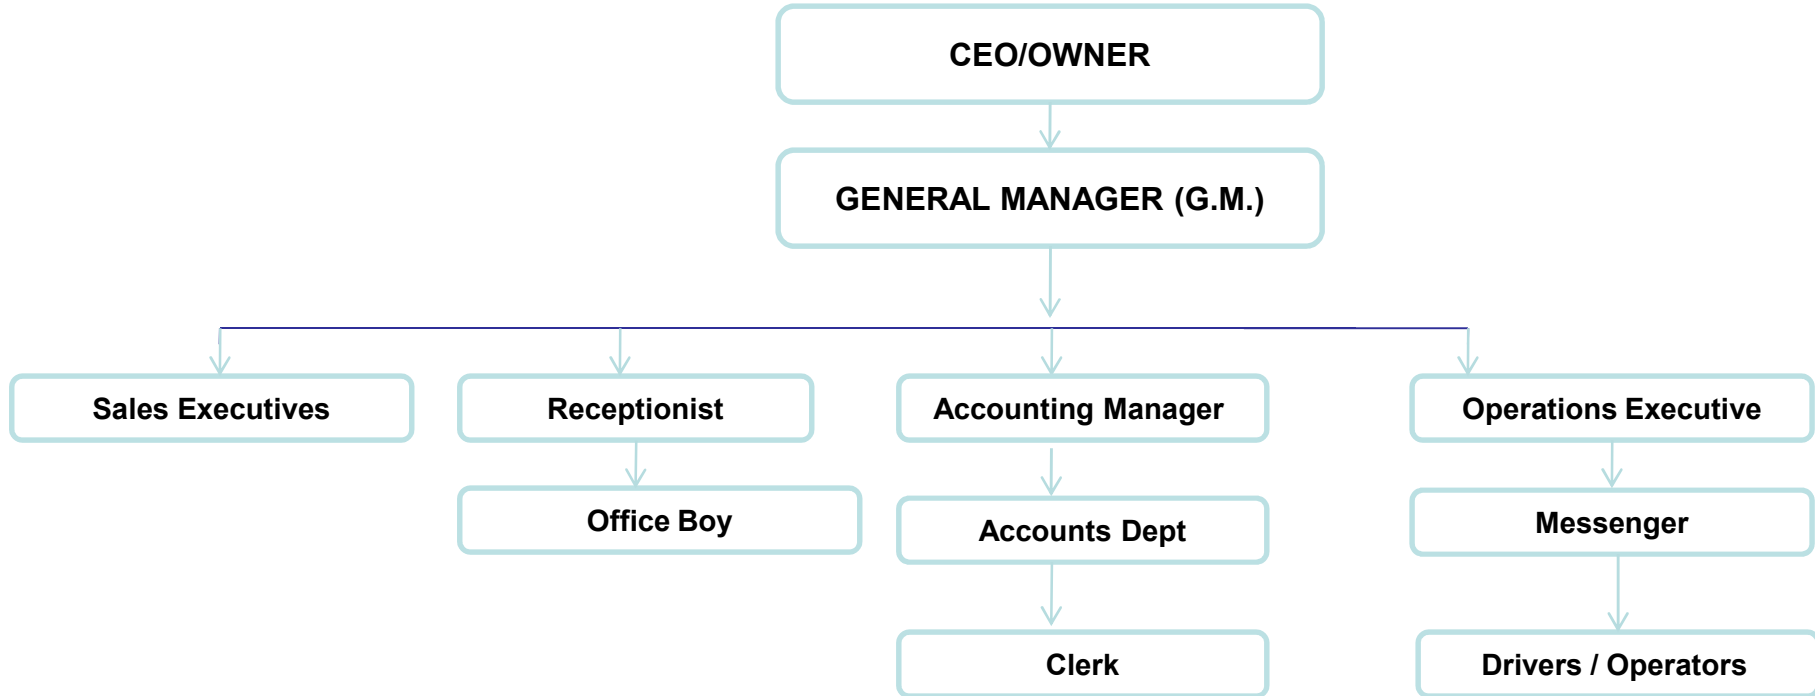 CEO/OWNER
GENERAL MANAGER (G.M.)
Sales Executives
Receptionist
Accounting Manager
Operations Executive
Office Boy
Accounts Dept
Messenger
Clerk
Drivers / Operators